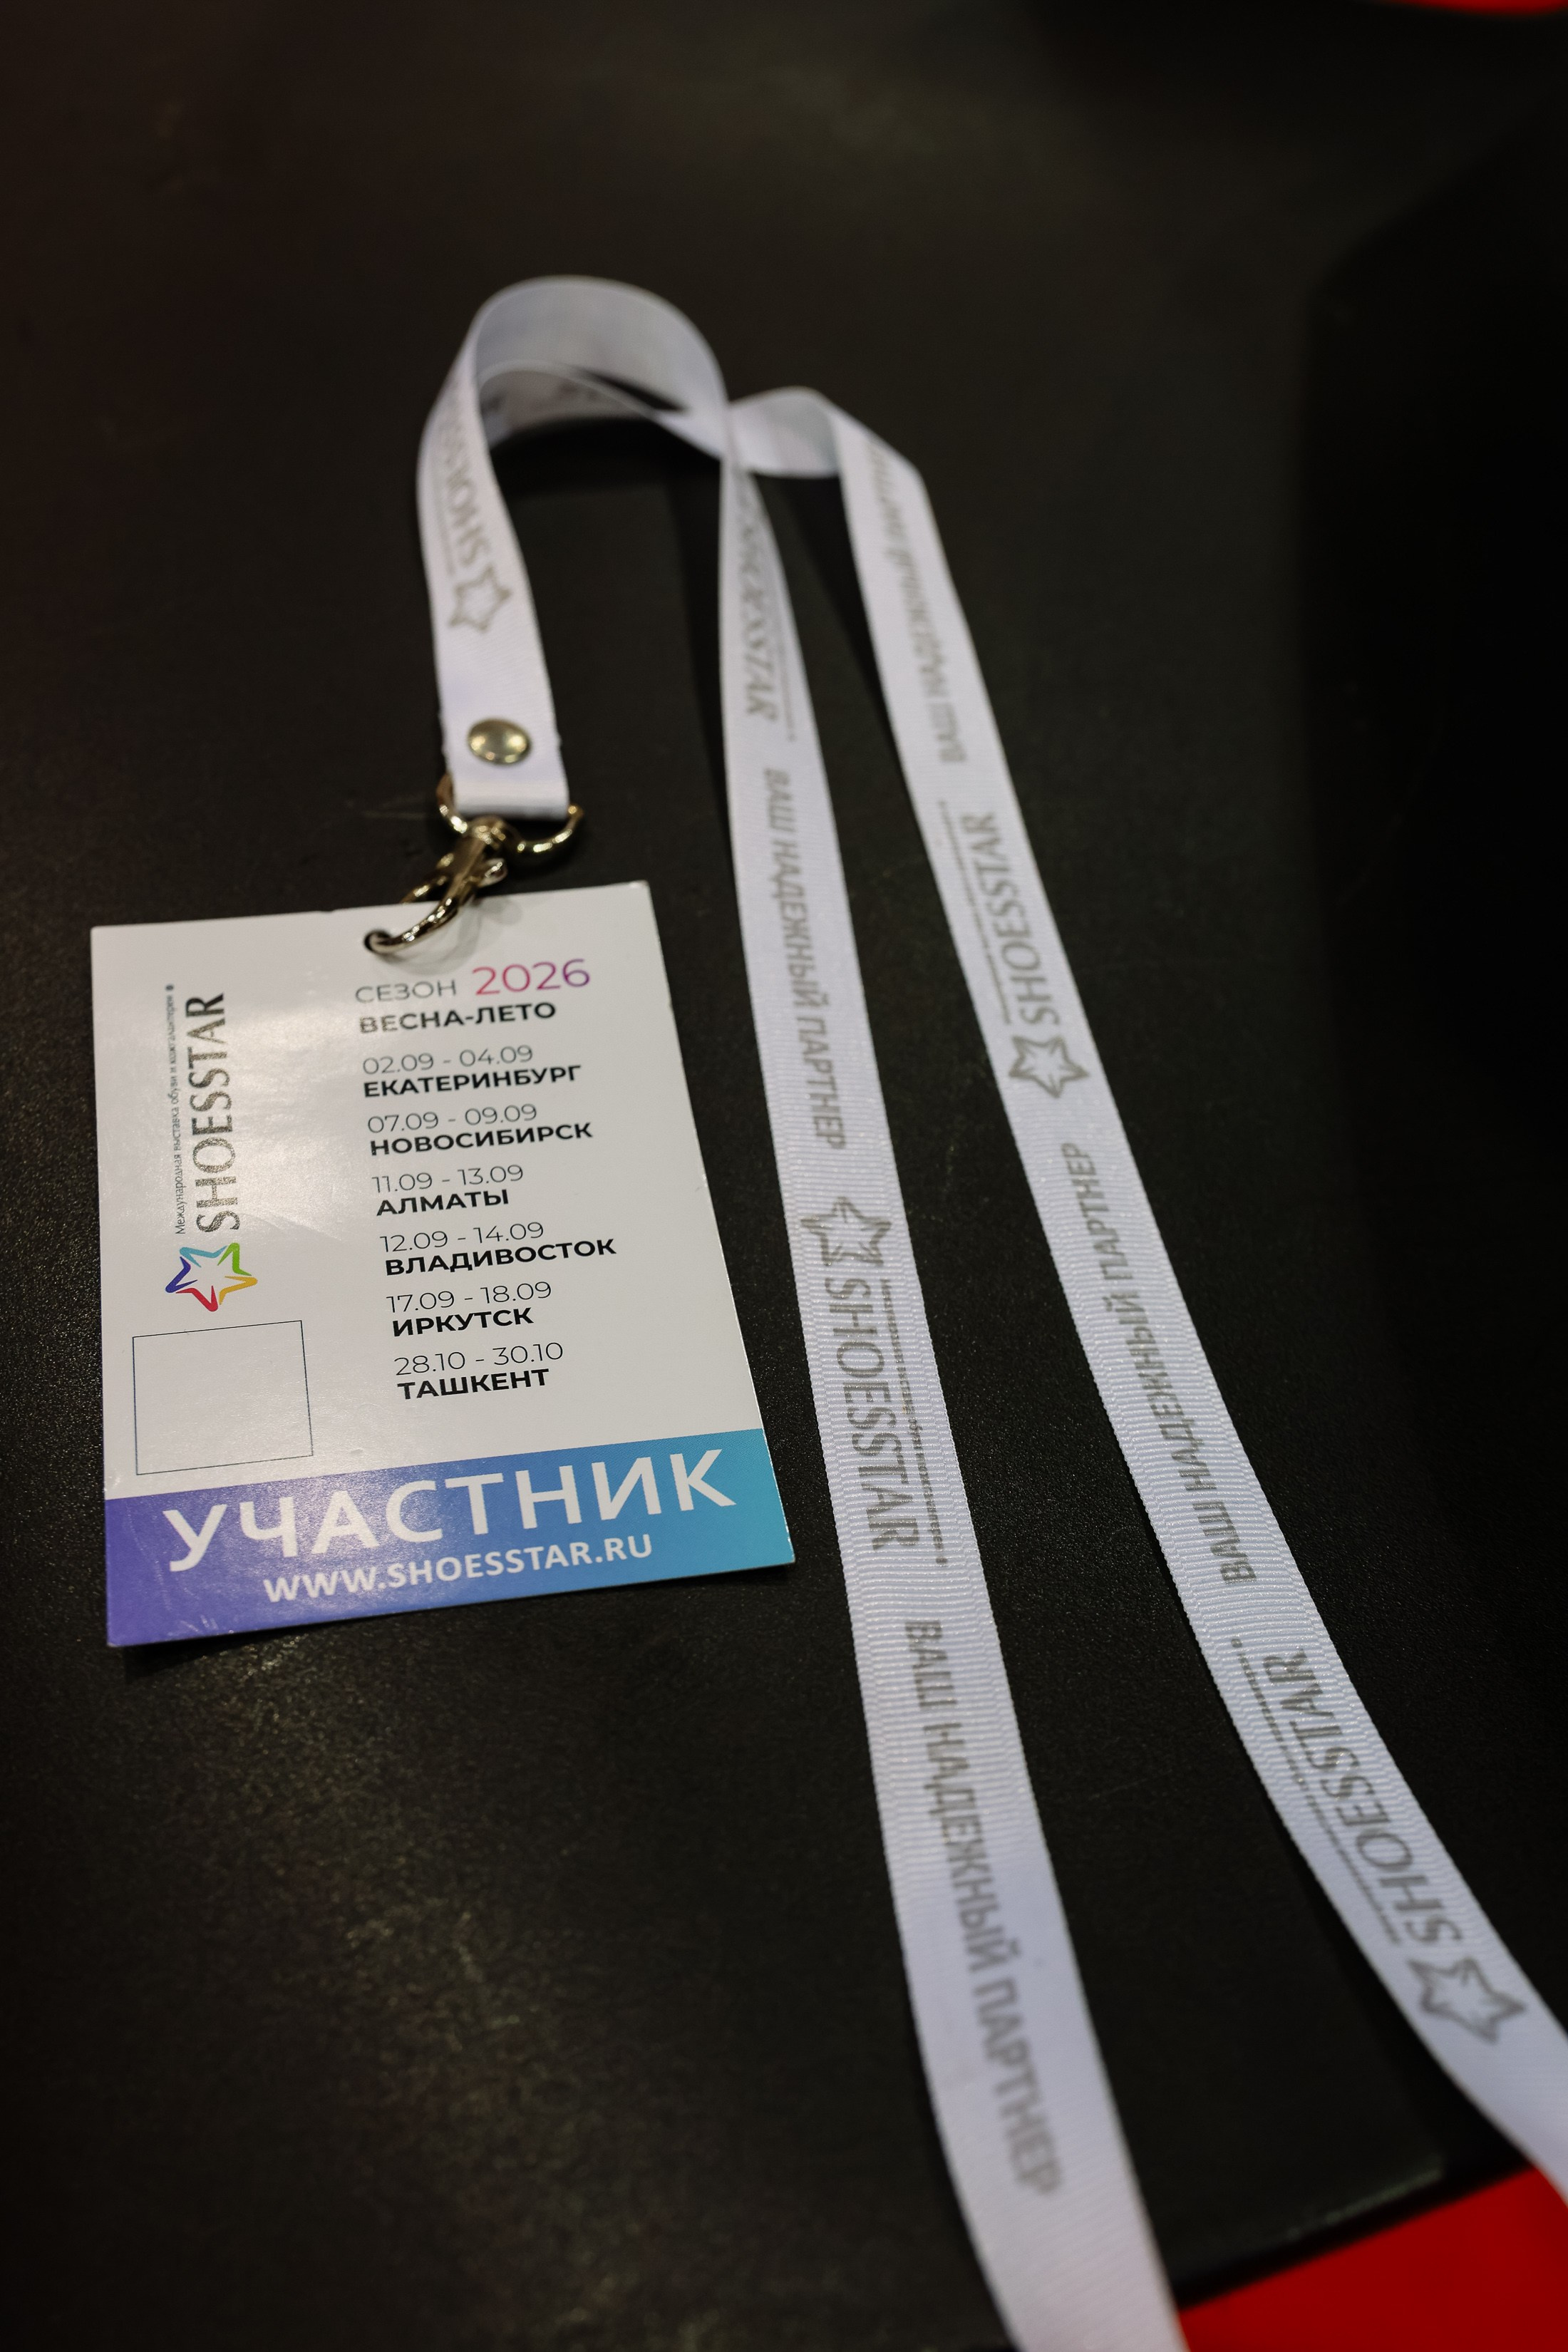 СЕЗОН 2026
ВЕСНА-ЛЕТО
02.09 - 04.09
ЕКАТЕРИНБУРГ
07.09 - 09.09
НОВОСИБИРСК
11.09 - 13.09
АЛМАТЫ
12.09 - 14.09
ВЛАДИВОСТОК
17.09 - 18.09
ИРКУТСК
28.10 - 30.10
ТАШКЕНТ
Международная выставка обуви и кожгалантереи
SHOESSTAR
УЧАСТНИК
WWW.SHOESSTAR.RU
SHOESSTAR
SHOESSTAR
ВАШ НАДЕЖНЫЙ ПАРТНЕР
SHOESSTAR
ВАШ НАДЕЖНЫЙ ПАРТНЕР
ВАШ НАДЕЖНЫЙ
SHOESSTAR
ВАШ НАДЕЖНЫЙ ПАРТНЕР
SHOESSTAR